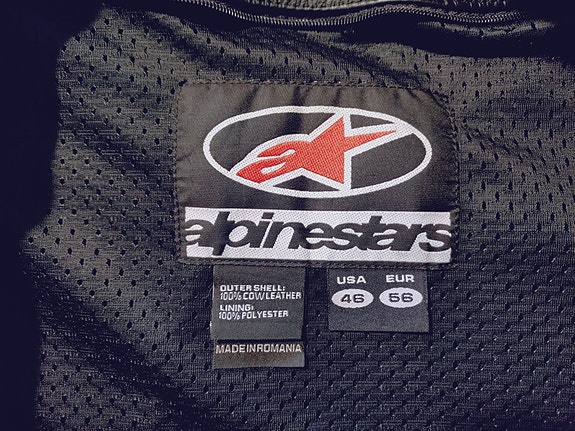 alpinestars
OUTER SHELL:
100% COW LEATHER
LINING:
100% POLYESTER
MADE IN ROMANIA
USA EUR
46 56